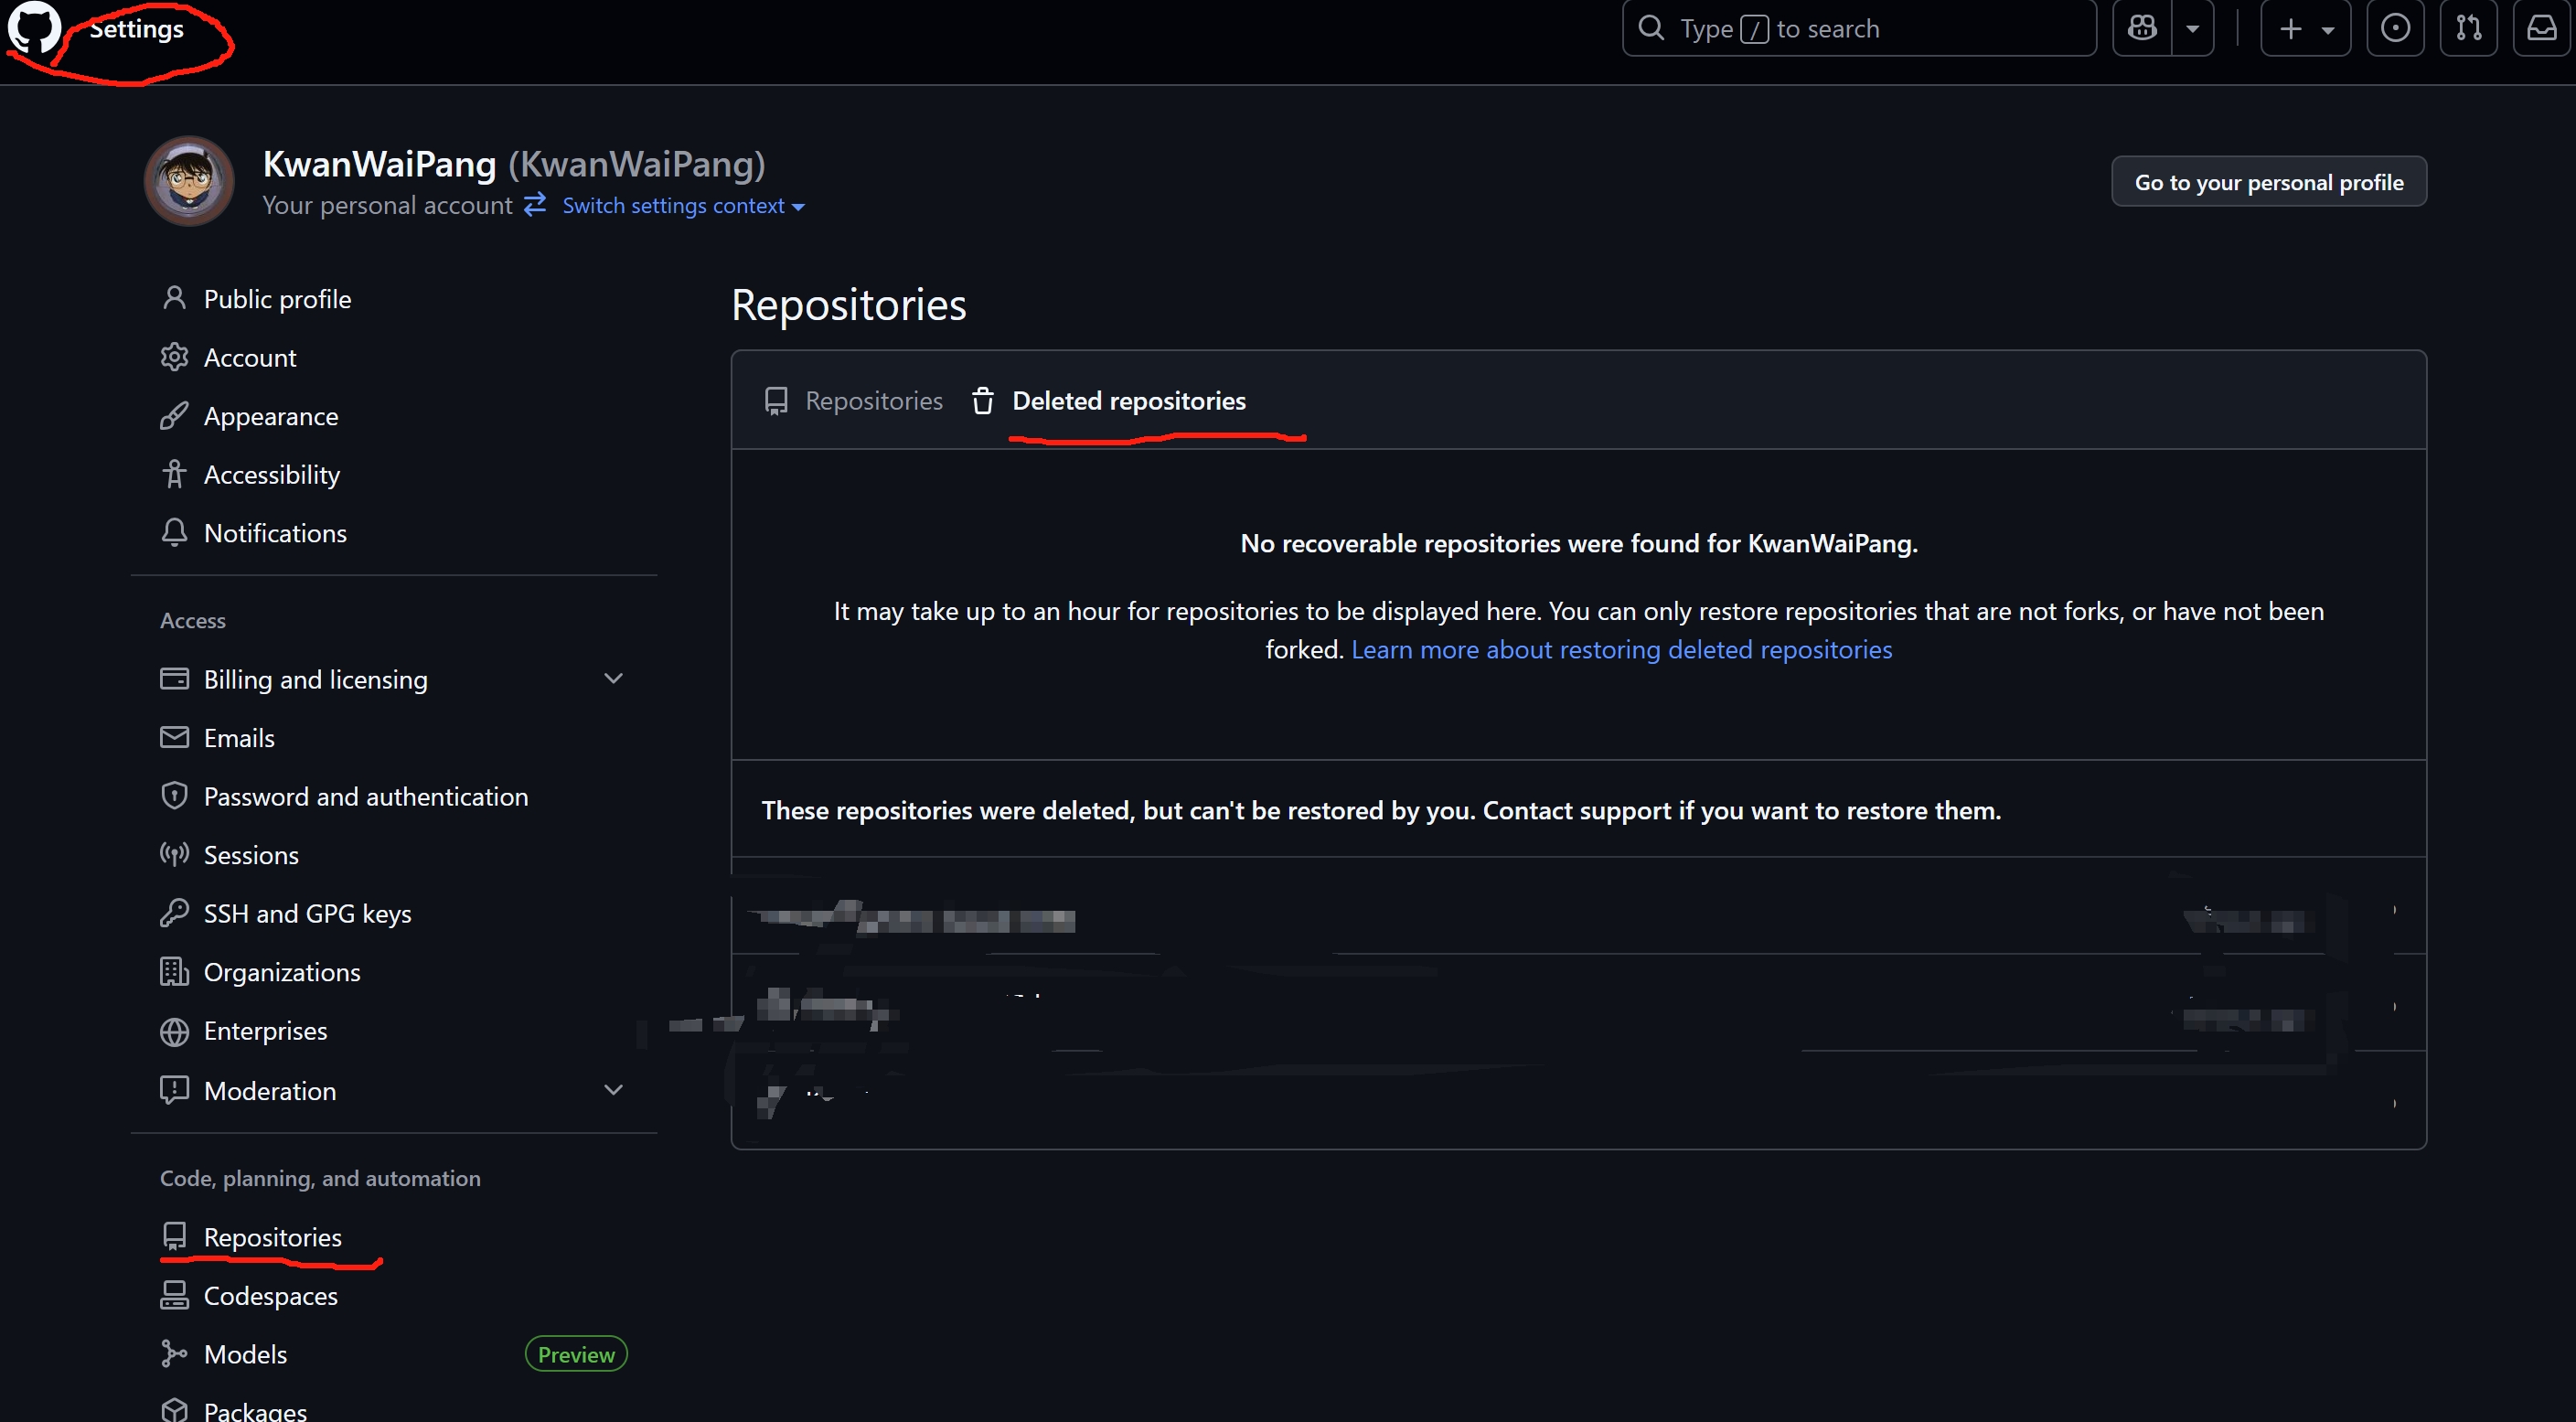 Settings
Type / to search
KwanWaiPang (KwanWaiPang)
Your personal account Switch settings context
Go to your personal profile
Public profile
Account
Appearance
Accessibility
Notifications
Access
Billing and licensing
Emails
Password and authentication
Sessions
SSH and GPG keys
Organizations
Enterprises
Moderation
Code, planning, and automation
Repositories
Codespaces
Models Preview
Packages
Repositories
Repositories Deleted repositories
No recoverable repositories were found for KwanWaiPang.
It may take up to an hour for repositories to be displayed here. You can only restore repositories that are not forks, or have not been
forked. Learn more about restoring deleted repositories
These repositories were deleted, but can't be restored by you. Contact support if you want to restore them.